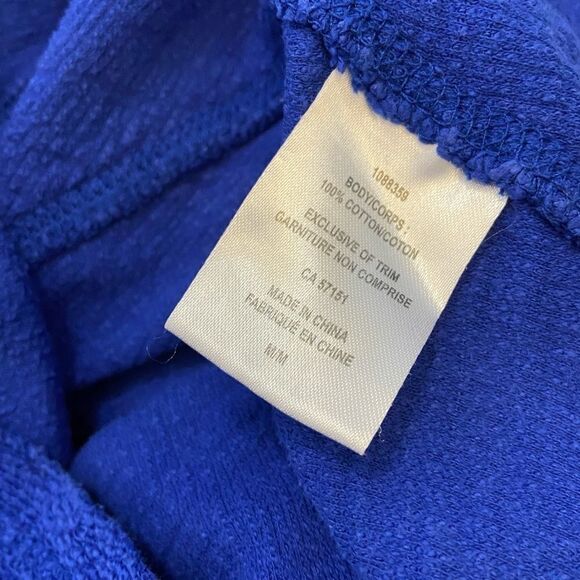 1088359
BODY/CORPS :
100% COTTON/COTON
EXCLUSIVE OF TRIM
GARNITURE NON COMPRISE
CA 57151
MADE IN CHINA
FABRIQUE EN CHINE
M/M